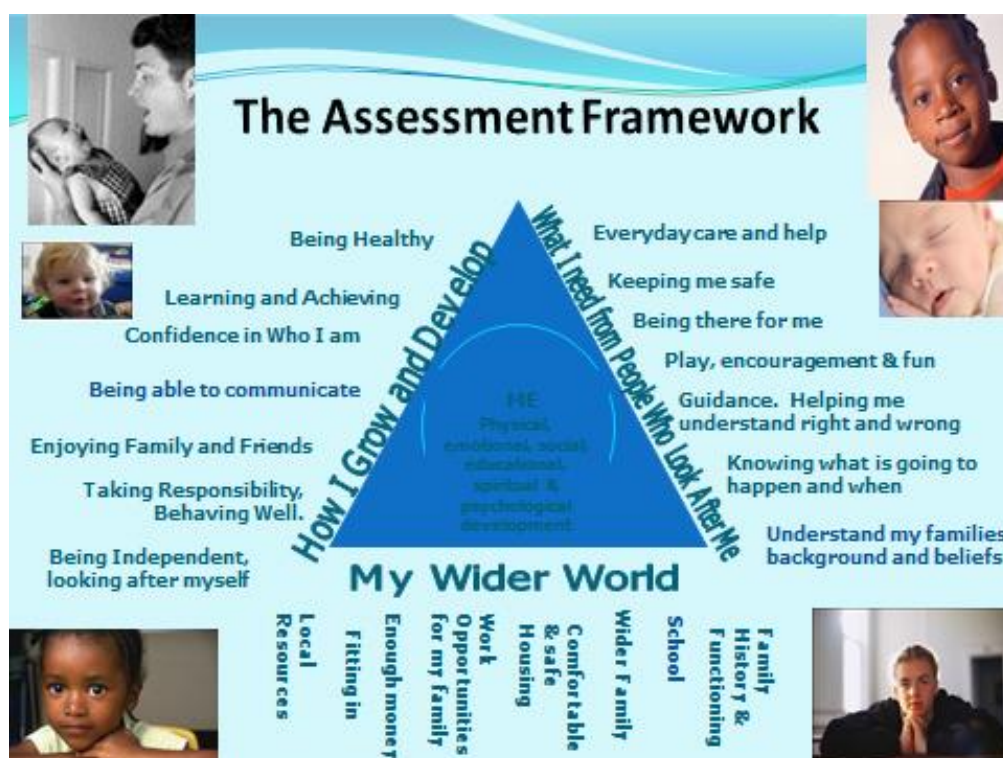 The Assessment Framework
Being Healthy
Learning and Achieving
Confidence in Who I am
Being able to communicate
Enjoying Family and Friends
Taking Responsibility,
Behaving Well.
Being Independent,
looking after myself
How I Grow and Develop
ME
Physical,
emotional, social,
educational,
spiritual &
psychological
development
What I need from People Who Look After Me
Everyday care and help
Keeping me safe
Being there for me
Play, encouragement & fun
Guidance. Helping me
understand right and wrong
Knowing what is going to
happen and when
Understand my families
background and beliefs
My Wider World
Local
Resources
Fitting in
Enough money
Work
Opportunities
for my family
Comfortable
& safe
Housing
Wider Family
School
Family
History &
Functioning